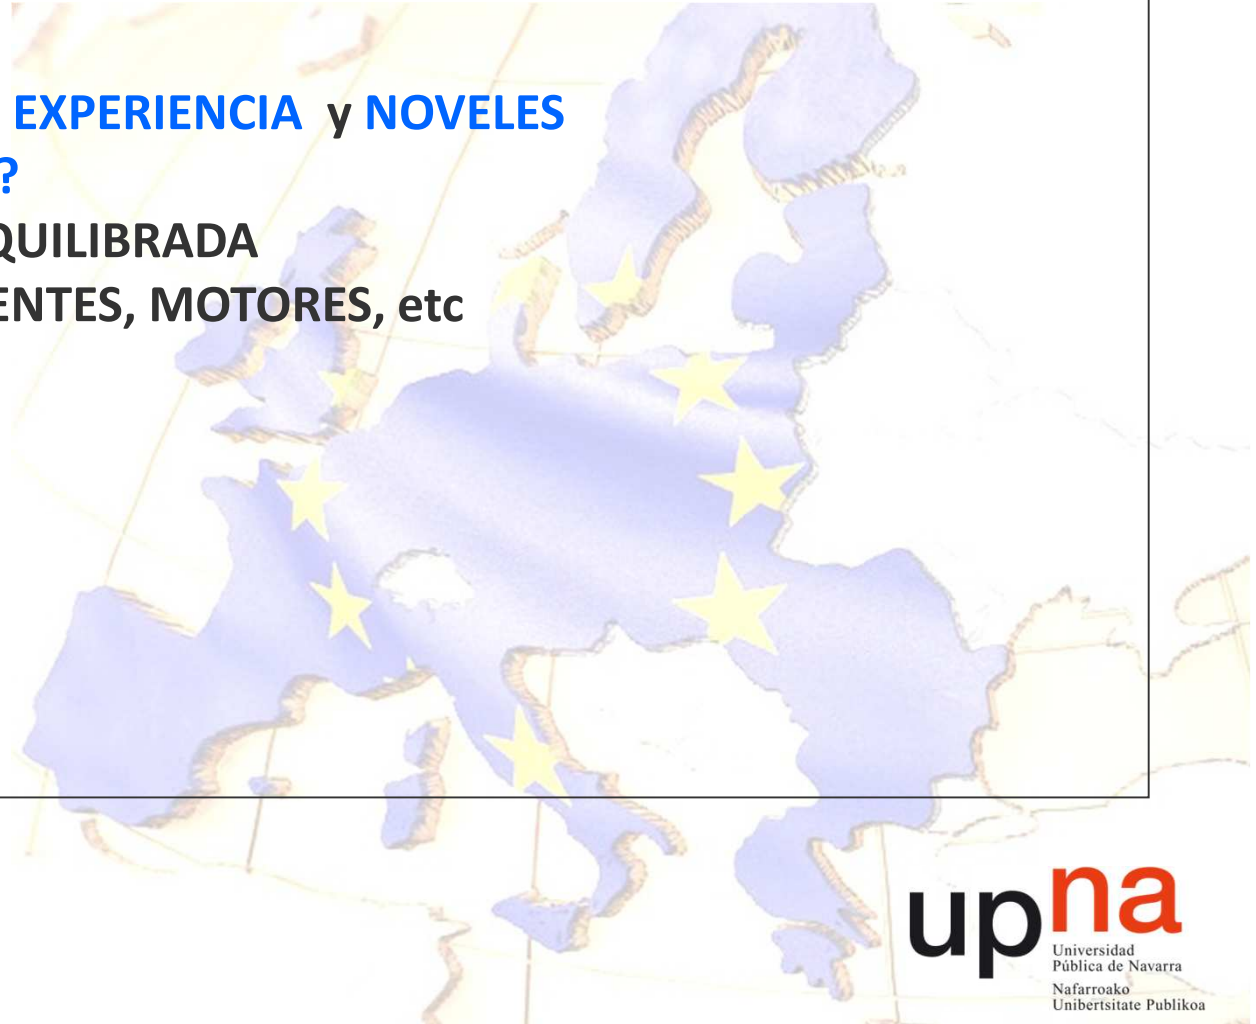 EXPERIENCIA y NOVELES
?
QUILIBRADA
ENTES, MOTORES, etc
upna
Universidad
Pública de Navarra
Nafarroako
Unibertsitate Publikoa